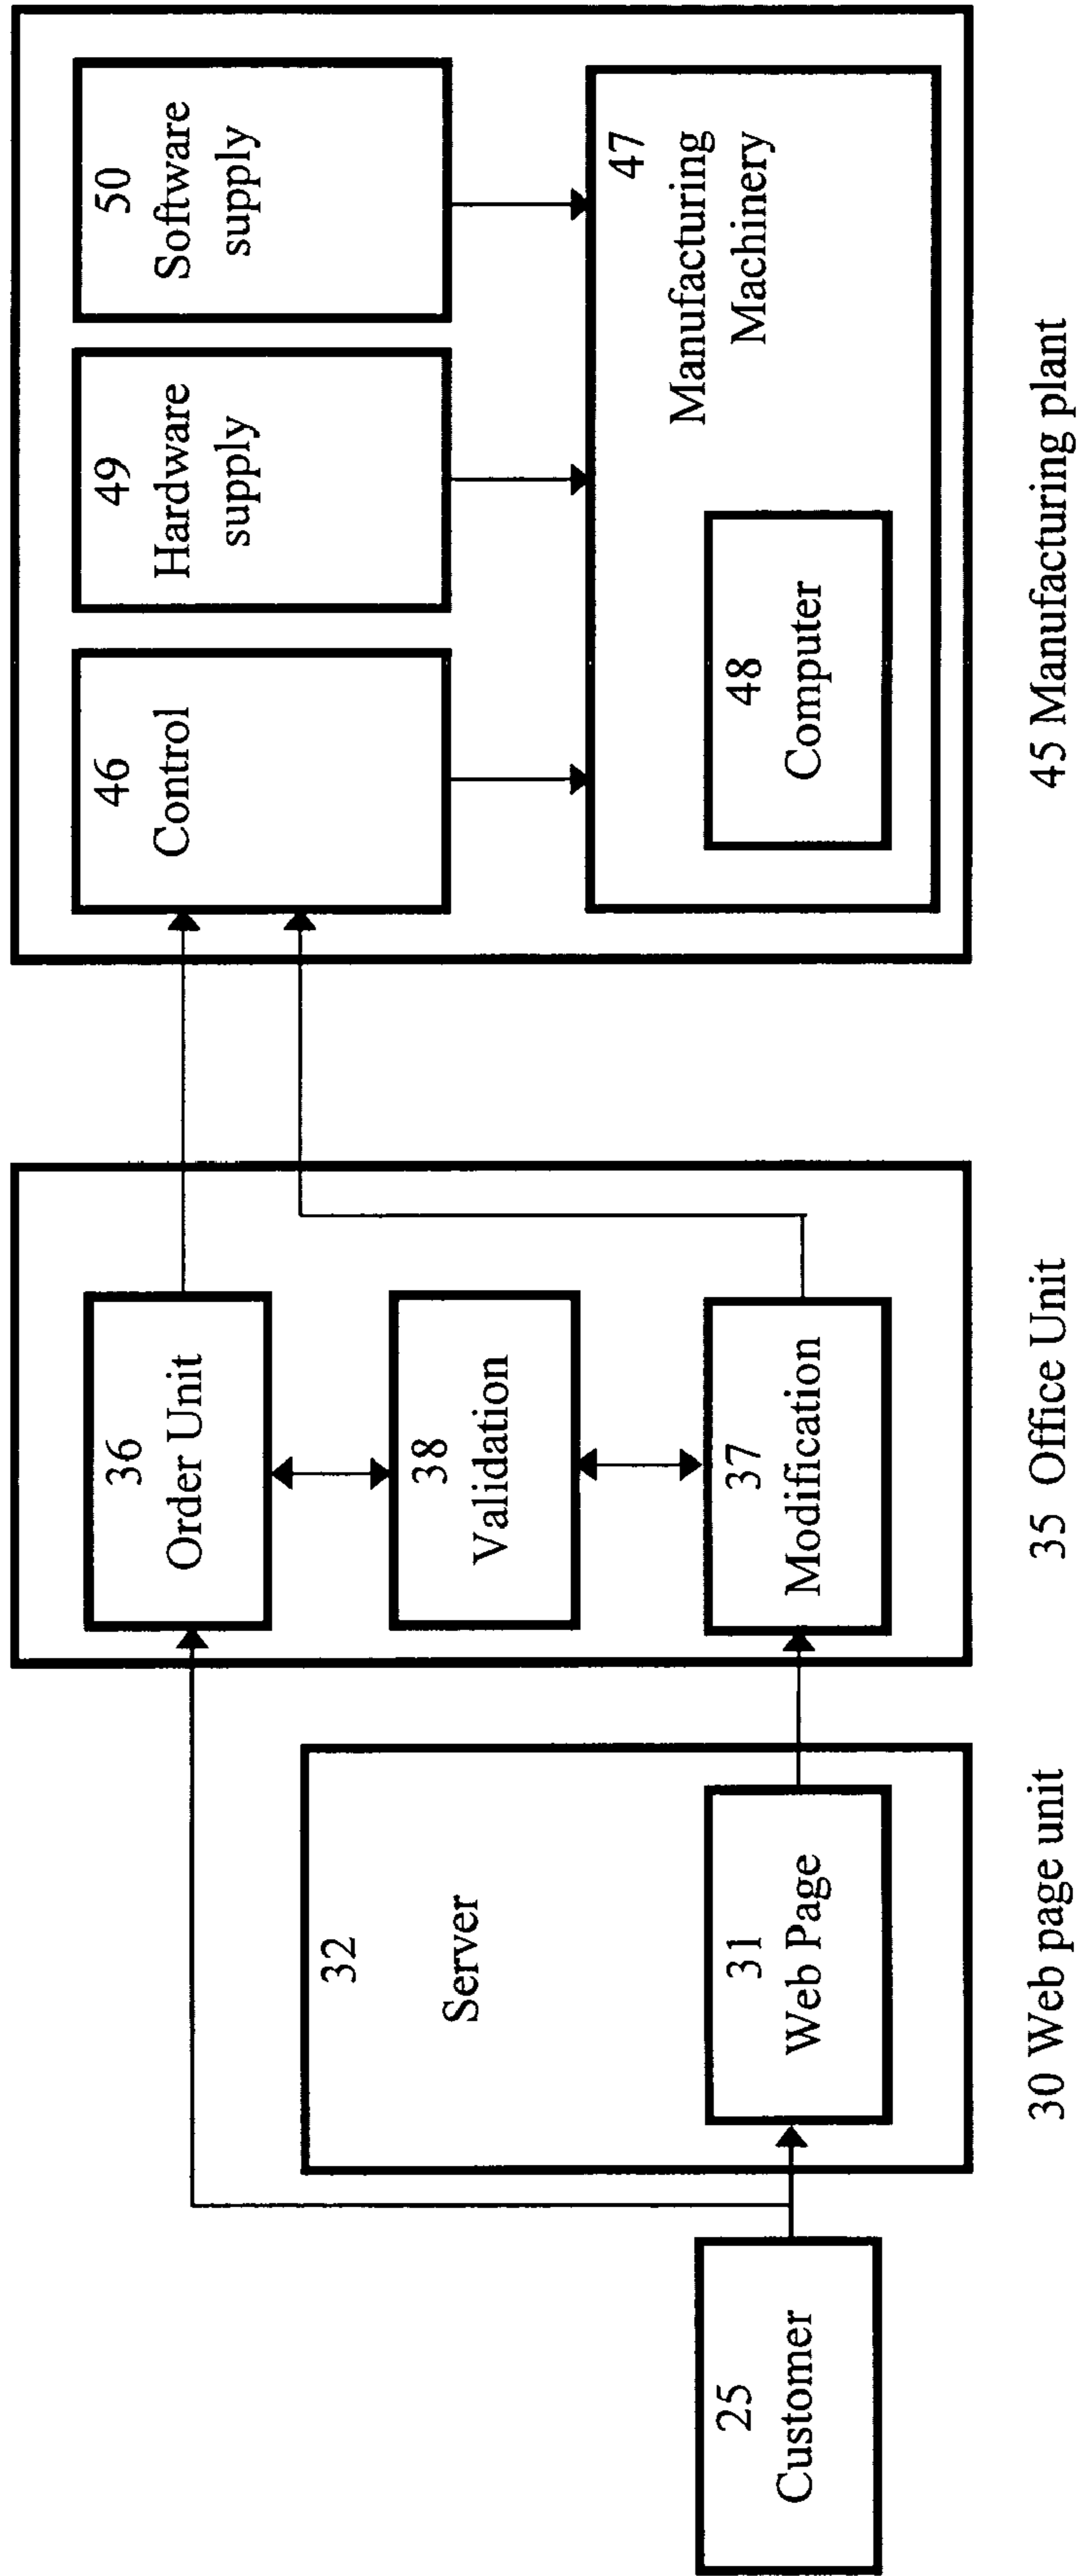 25
Customer
32
Server
31
Web Page
30 Web page unit
36
Order Unit
38
Validation
37
Modification
35 Office Unit
46
Control
49
Hardware
supply
50
Software
supply
47
Manufacturing
Machinery
48
Computer
45 Manufacturing plant